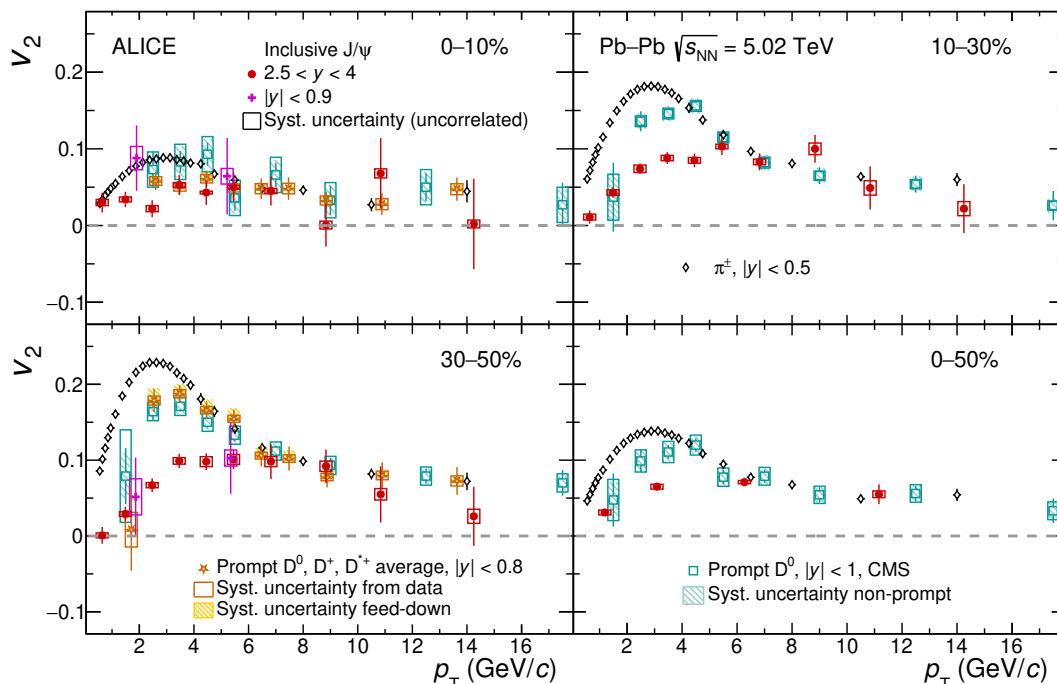 v2
ALICE
0–10%
Inclusive J/ψ
2.5 < y < 4
|y| < 0.9
Syst. uncertainty (uncorrelated)
0.2
0.1
0
−0.1
Pb–Pb √sNN = 5.02 TeV
10–30%
π±, |y| < 0.5
v2
30–50%
0.2
0.1
0
−0.1
Prompt D0, D+, D*+ average, |y| < 0.8
Syst. uncertainty from data
Syst. uncertainty feed-down
0–50%
Prompt D0, |y| < 1, CMS
Syst. uncertainty non-prompt
0 2 4 6 8 10 12 14 16
2 4 6 8 10 12 14 16
pT (GeV/c)
pT (GeV/c)